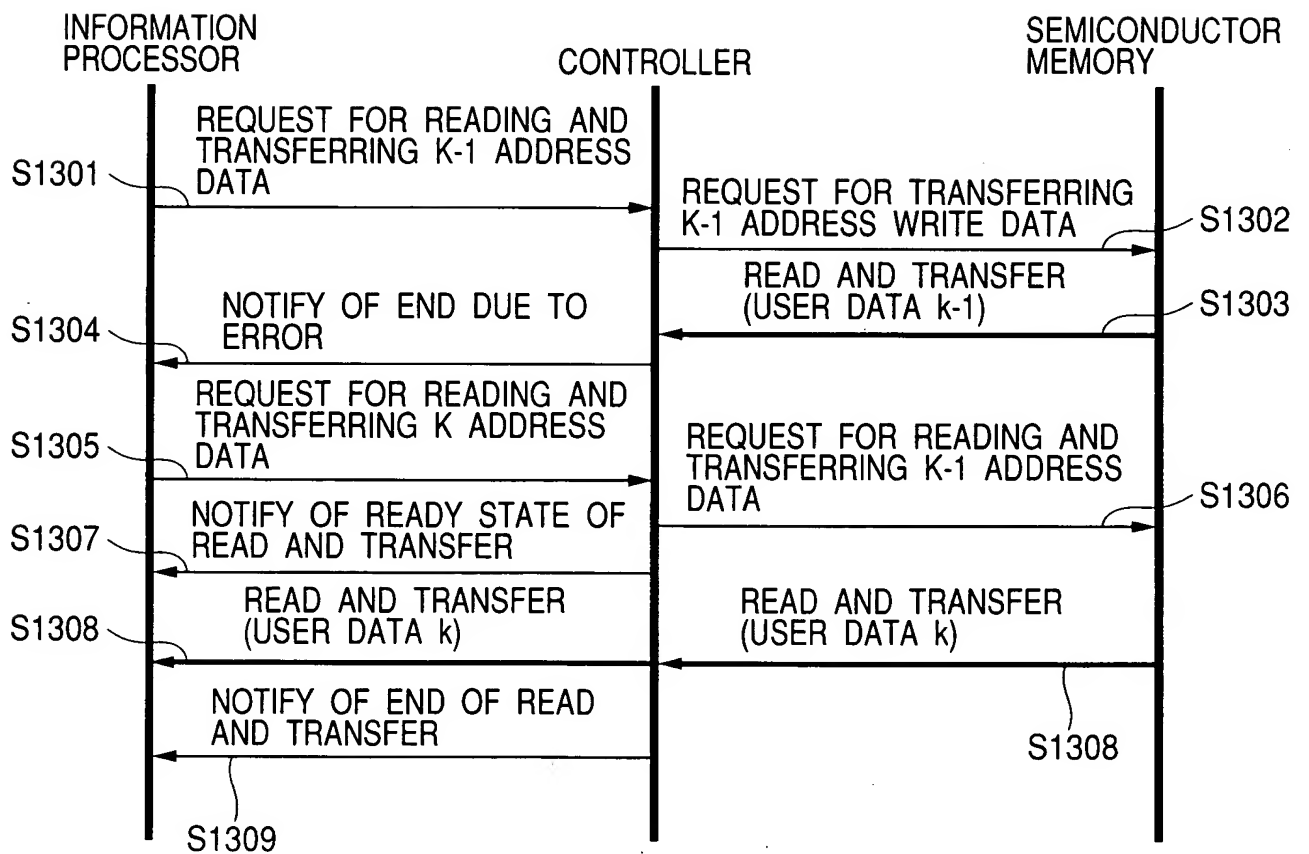 INFORMATION
PROCESSOR
CONTROLLER
SEMICONDUCTOR
MEMORY
REQUEST FOR READING AND
TRANSFERRING K-1 ADDRESS
DATA
S1301
REQUEST FOR TRANSFERRING
K-1 ADDRESS WRITE DATA
S1302
READ AND TRANSFER
(USER DATA k-1)
S1303
NOTIFY OF END DUE TO
ERROR
S1304
REQUEST FOR READING AND
TRANSFERRING K ADDRESS
DATA
S1305
REQUEST FOR READING AND
TRANSFERRING K-1 ADDRESS
DATA
S1306
NOTIFY OF READY STATE OF
READ AND TRANSFER
S1307
READ AND TRANSFER
(USER DATA k)
S1308
READ AND TRANSFER
(USER DATA k)
S1308
NOTIFY OF END OF READ
AND TRANSFER
S1309